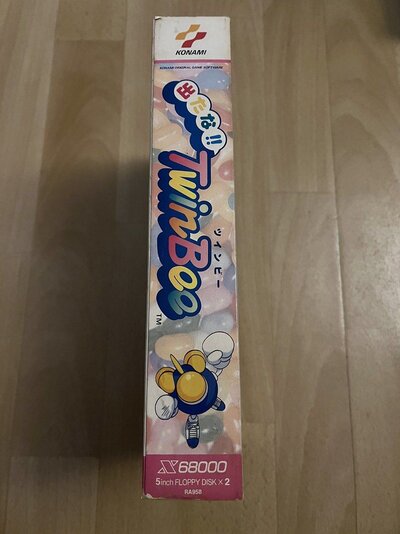 KONAMI
KONAMI ORIGINAL GAME SOFTWARE
出たな!!
TwinBee
ツインビー
TM
X68000
5inch FLOPPY DISK × 2
RA958